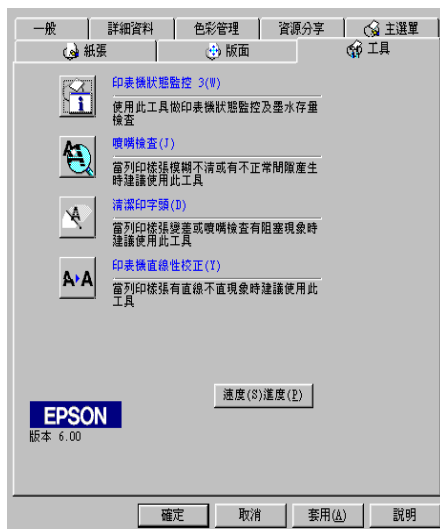 一般 詳細資料 色彩管理 資源分享 主選單
紙張 版面 工具
印表機狀態監控 3(W)
使用此工具做印表機狀態監控及墨水存量
檢查
噴嘴檢查(J)
當列印樣張模糊不清或有不正常間隙產生
時建議使用此工具
清潔印字頭(D)
當列印樣張變差或噴嘴檢查有阻塞現象時
建議使用此工具
印表機直線性校正(Y)
當列印樣張有直線不直現象時建議使用此
工具
速度(S)進度(P)
EPSON
版本 6.00
確定 取消 套用(A) 說明